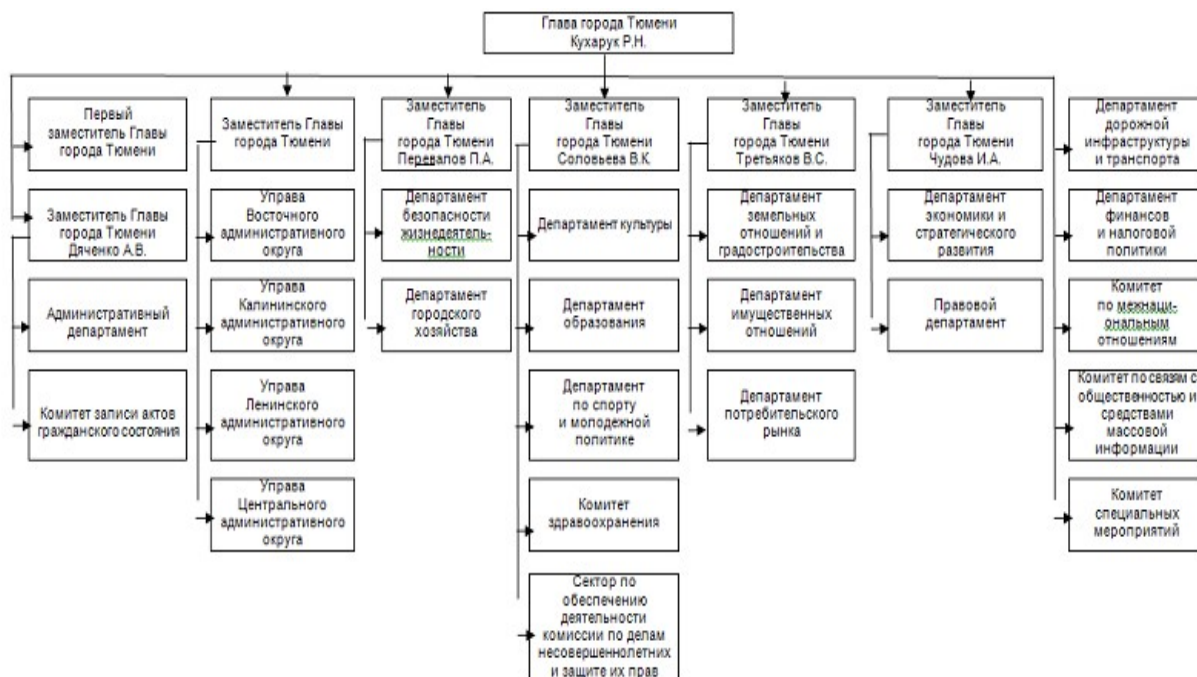 Глава города Тюмени
Кухарук Р.Н.
Первый
заместитель Главы
города Тюмени
Заместитель Главы
города Тюмени
Дяченко А.В.
Административный
департамент
Комитет записи актов
гражданского состояния
Заместитель Главы
города Тюмени
Управа
Восточного
административного
округа
Управа
Калининского
административного
округа
Управа
Ленинского
административного
округа
Управа
Центрального
административного
округа
Заместитель
Главы
города Тюмени
Перевалов П.А.
Департамент
безопасности
жизнедеятель-
ности
Департамент
городского
хозяйства
Заместитель
Главы
города Тюмени
Соловьева В.К.
Департамент культуры
Департамент
образования
Департамент
по спорту
и молодежной
политике
Комитет
здравоохранения
Сектор по
обеспечению
деятельности
комиссии по делам
несовершеннолетних
и защите их прав
Заместитель
Главы
города Тюмени
Третьяков В.С.
Департамент
земельных
отношений и
градостроительства
Департамент
имущественных
отношений
Департамент
потребительского
рынка
Заместитель
Главы
города Тюмени
Чудова И.А.
Департамент
экономики и
стратегического
развития
Правовой
департамент
Департамент
дорожной
инфраструктуры
и транспорта
Департамент
финансов
и налоговой
политики
Комитет
по межнаци-
ональным
отношениям
Комитет по связям с
общественностью и
средствами
массовой
информации
Комитет
специальных
мероприятий